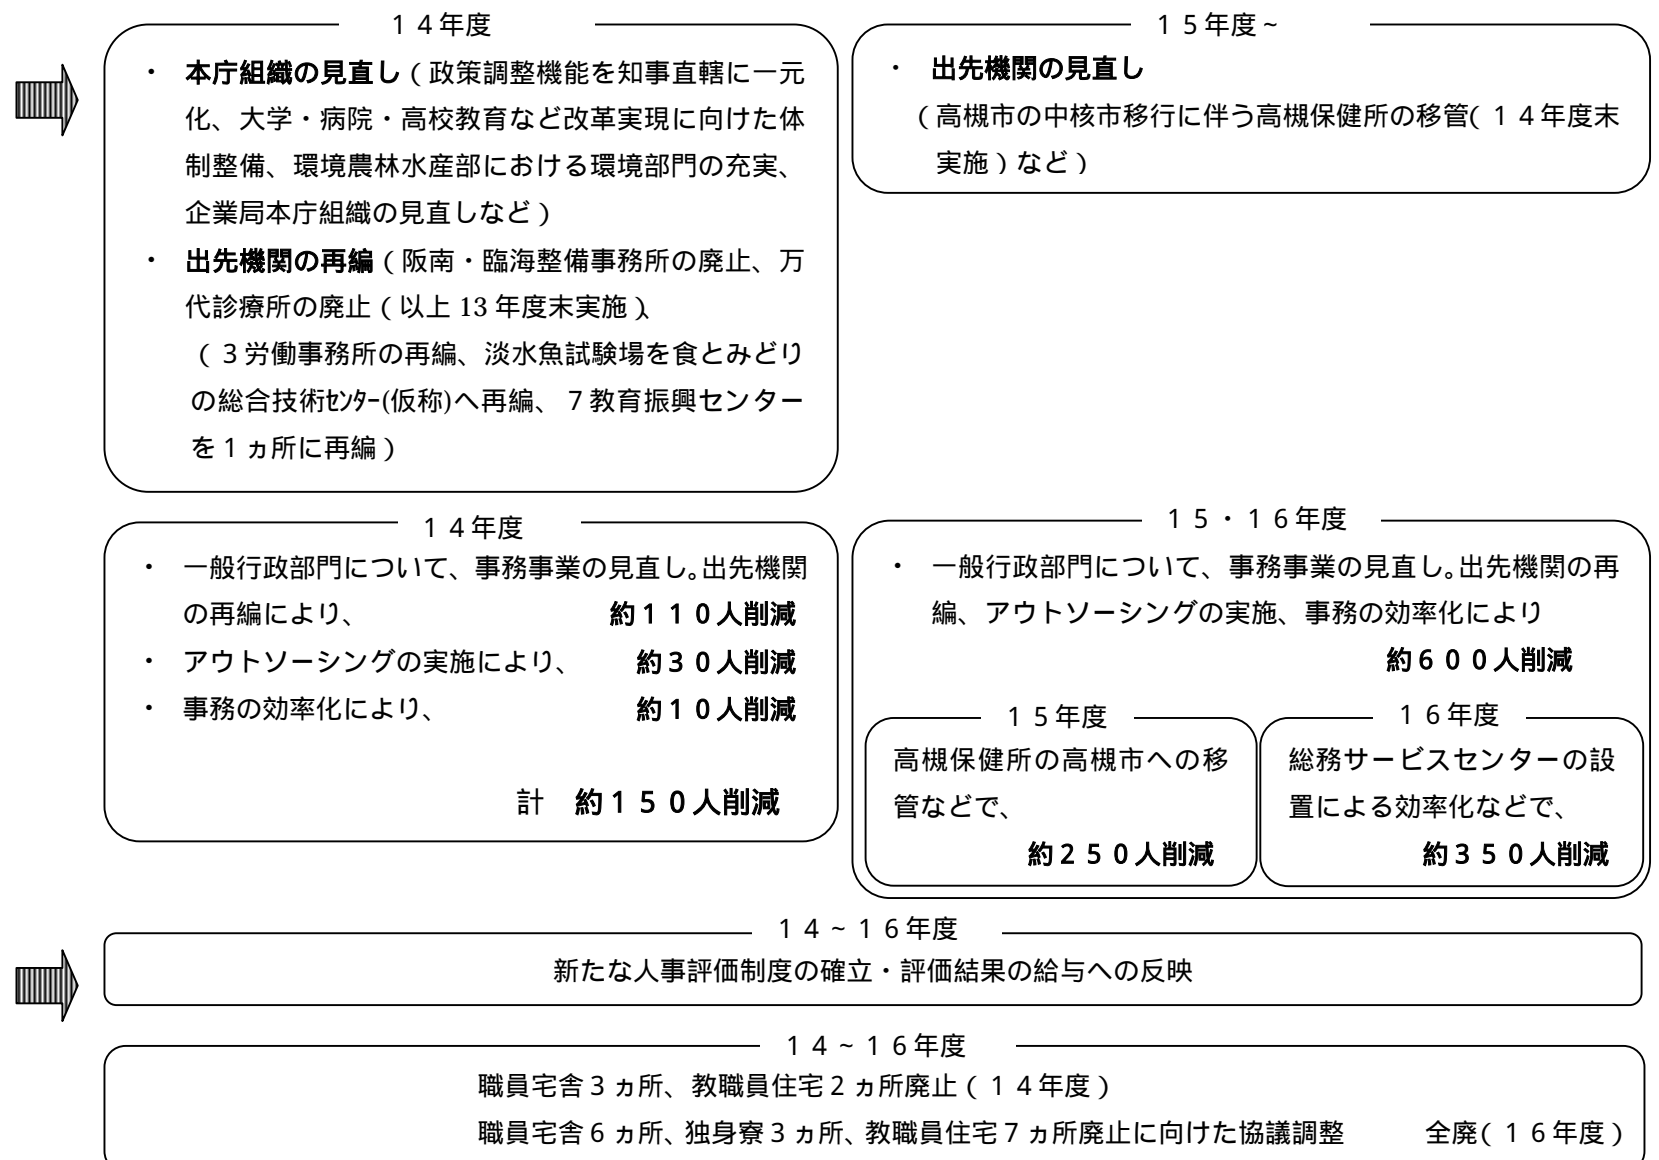 １４年度
・ 本庁組織の見直し（政策調整機能を知事直轄に一元
化、大学・病院・高校教育など改革実現に向けた体
制整備、環境農林水産部における環境部門の充実、
企業局本庁組織の見直しなど）
・ 出先機関の再編（阪南・臨海整備事務所の廃止、万
代診療所の廃止（以上 13 年度末実施）、
（３労働事務所の再編、淡水魚試験場を食とみどり
の総合技術ｾﾝﾀｰ(仮称)へ再編、７教育振興センター
を１ヵ所に再編）
１５年度~
・ 出先機関の見直し
（高槻市の中核市移行に伴う高槻保健所の移管(１４年度末
実施）など）
１４年度
・ 一般行政部門について、事務事業の見直し｡出先機関
の再編により、 約１１０人削減
・ アウトソーシングの実施により、 約３０人削減
・ 事務の効率化により、 約１０人削減
計 約１５０人削減
１５・１６年度
・ 一般行政部門について、事務事業の見直し｡出先機関の再
編、アウトソーシングの実施、事務の効率化により
約６００人削減
１５年度
高槻保健所の高槻市への移
管などで、
約２５０人削減
１６年度
総務サービスセンターの設
置による効率化などで、
約３５０人削減
１４~１６年度
新たな人事評価制度の確立・評価結果の給与への反映
１４~１６年度
職員宅舎３ヵ所、教職員住宅２ヵ所廃止（１４年度）
職員宅舎６ヵ所､独身寮３ヵ所､教職員住宅７ヵ所廃止に向けた協議調整 全廃(１６年度）